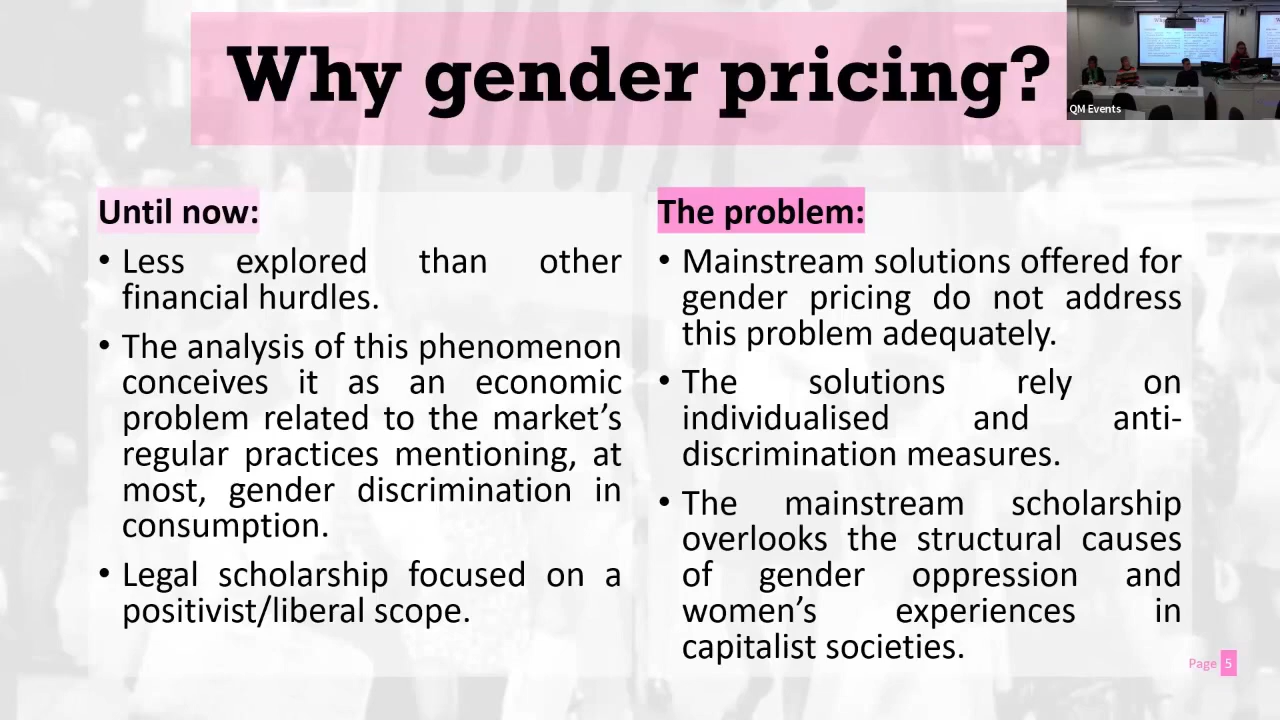 Why gender pricing?
QM Events
Until now:
• Less explored than other
financial hurdles.
• The analysis of this phenomenon
conceives it as an economic
problem related to the market’s
regular practices mentioning, at
most, gender discrimination in
consumption.
• Legal scholarship focused on a
positivist/liberal scope.
The problem:
• Mainstream solutions offered for
gender pricing do not address
this problem adequately.
• The solutions rely on
individualised and anti-
discrimination measures.
• The mainstream scholarship
overlooks the structural causes
of gender oppression and
women’s experiences in
capitalist societies.
Page 5